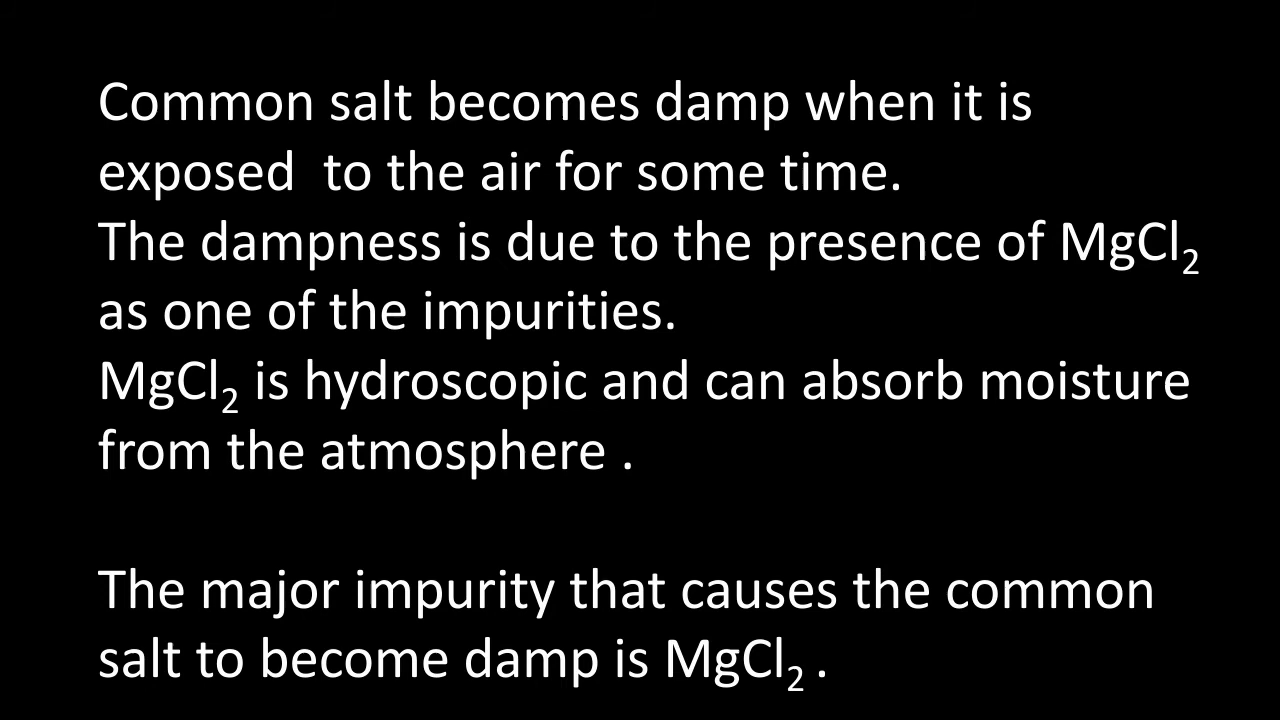 Common salt becomes damp when it is
exposed  to the air for some time.
The dampness is due to the presence of MgCl₂
as one of the impurities.
MgCl₂ is hydroscopic and can absorb moisture
from the atmosphere .
The major impurity that causes the common
salt to become damp is MgCl₂ .